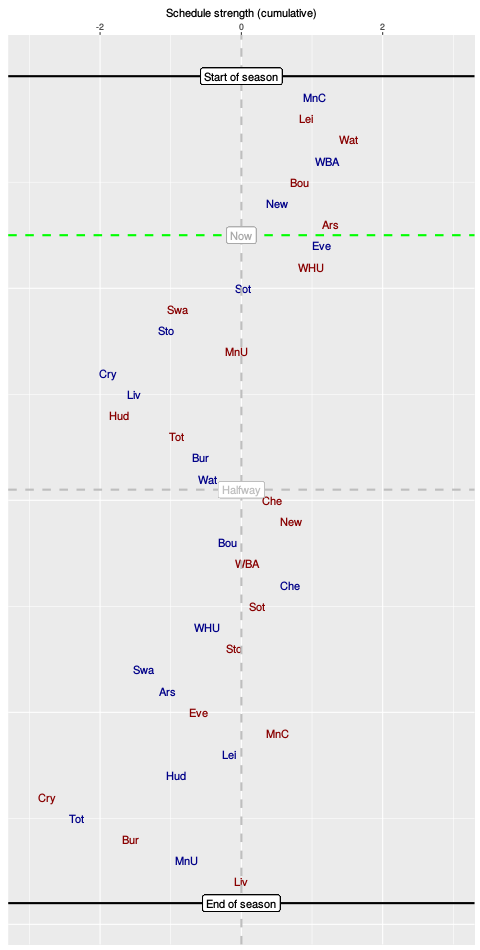 Schedule strength (cumulative)
-2 0 2
Start of season
MnC
Lei
Wat
WBA
Bou
New
Ars
Now
Eve
WHU
Sot
Swa
Sto
MnU
Cry
Liv
Hud
Tot
Bur
Wat
Halfway
Che
New
Bou
WBA
Che
Sot
WHU
Sto
Swa
Ars
Eve
MnC
Lei
Hud
Cry
Tot
Bur
MnU
Liv
End of season